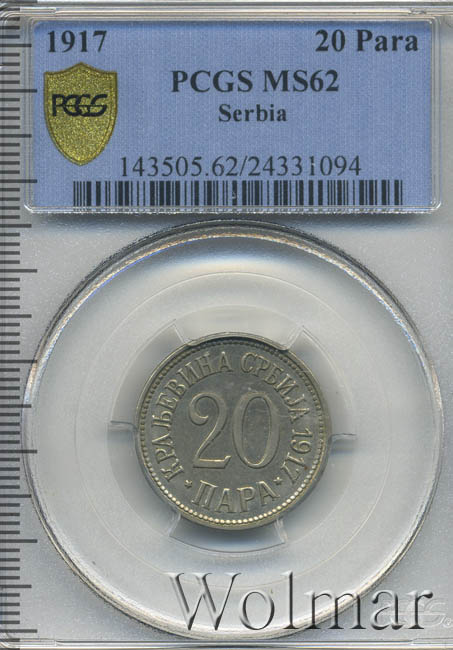 1917 20 Para
PCGS PCGS MS62
Serbia
143505.62/24331094
КРАЉЕВИНА СРБИЈА 1917
20
* ПАРА *
Wolmar